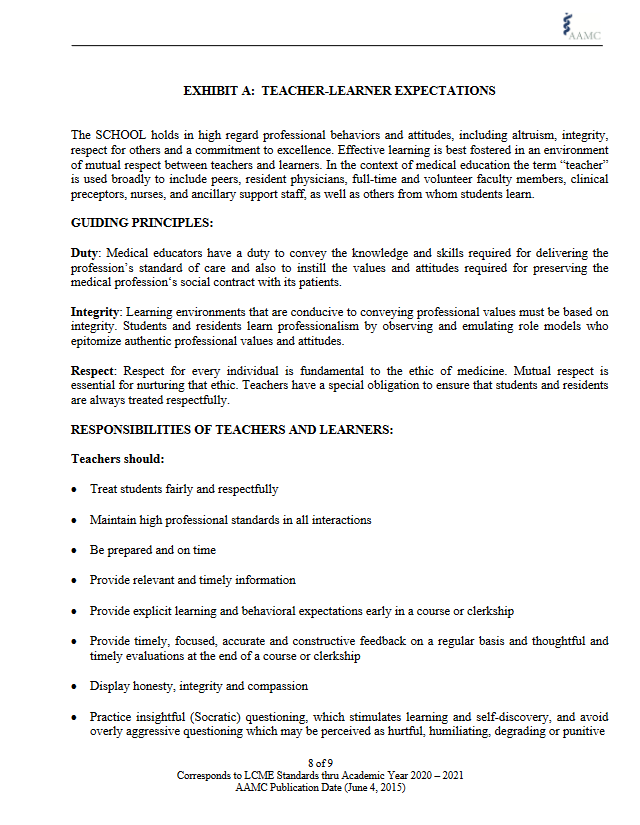 AAMC
EXHIBIT A: TEACHER-LEARNER EXPECTATIONS
The SCHOOL holds in high regard professional behaviors and attitudes, including altruism, integrity,
respect for others and a commitment to excellence. Effective learning is best fostered in an environment
of mutual respect between teachers and learners. In the context of medical education the term “teacher”
is used broadly to include peers, resident physicians, full-time and volunteer faculty members, clinical
preceptors, nurses, and ancillary support staff, as well as others from whom students learn.
GUIDING PRINCIPLES:
Duty: Medical educators have a duty to convey the knowledge and skills required for delivering the
profession’s standard of care and also to instill the values and attitudes required for preserving the
medical profession‘s social contract with its patients.
Integrity: Learning environments that are conducive to conveying professional values must be based on
integrity. Students and residents learn professionalism by observing and emulating role models who
epitomize authentic professional values and attitudes.
Respect: Respect for every individual is fundamental to the ethic of medicine. Mutual respect is
essential for nurturing that ethic. Teachers have a special obligation to ensure that students and residents
are always treated respectfully.
RESPONSIBILITIES OF TEACHERS AND LEARNERS:
Teachers should:
• Treat students fairly and respectfully
• Maintain high professional standards in all interactions
• Be prepared and on time
• Provide relevant and timely information
• Provide explicit learning and behavioral expectations early in a course or clerkship
• Provide timely, focused, accurate and constructive feedback on a regular basis and thoughtful and
timely evaluations at the end of a course or clerkship
• Display honesty, integrity and compassion
• Practice insightful (Socratic) questioning, which stimulates learning and self-discovery, and avoid
overly aggressive questioning which may be perceived as hurtful, humiliating, degrading or punitive
8 of 9
Corresponds to LCME Standards thru Academic Year 2020 – 2021
AAMC Publication Date (June 4, 2015)